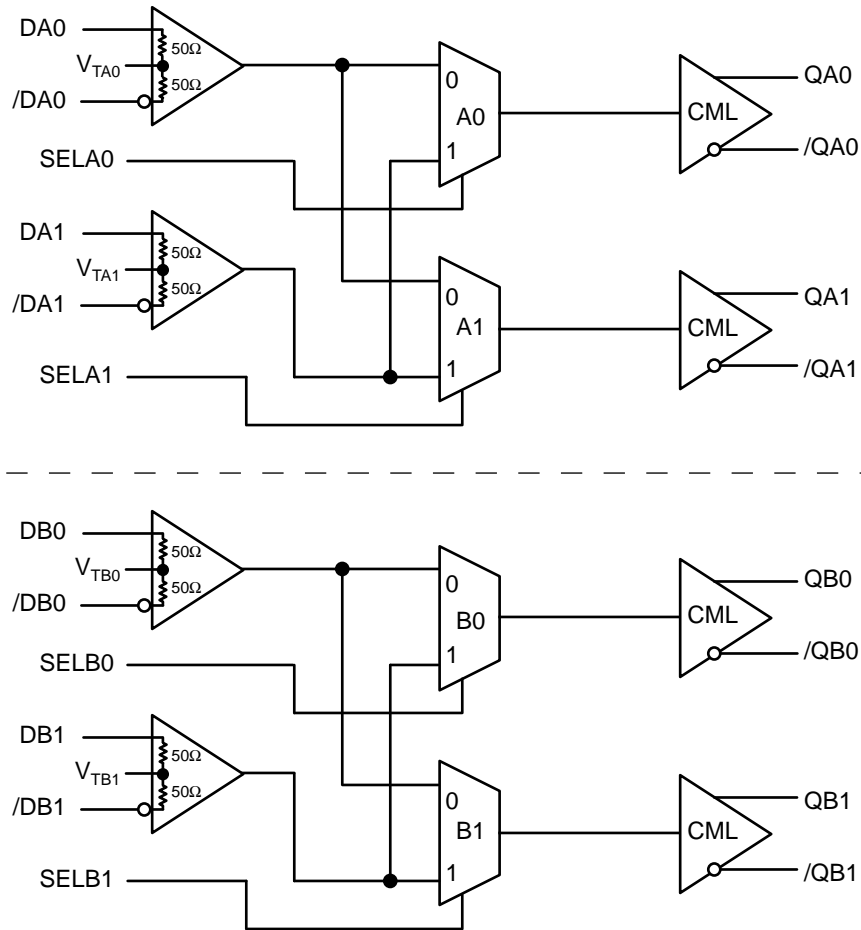 DA0
50Ω
VTA0
50Ω
/DA0
0
A0
1
CML
QA0
/QA0
SELA0
DA1
50Ω
VTA1
50Ω
/DA1
0
A1
1
CML
QA1
/QA1
SELA1
DB0
50Ω
VTB0
50Ω
/DB0
0
B0
1
CML
QB0
/QB0
SELB0
DB1
50Ω
VTB1
50Ω
/DB1
0
B1
1
CML
QB1
/QB1
SELB1